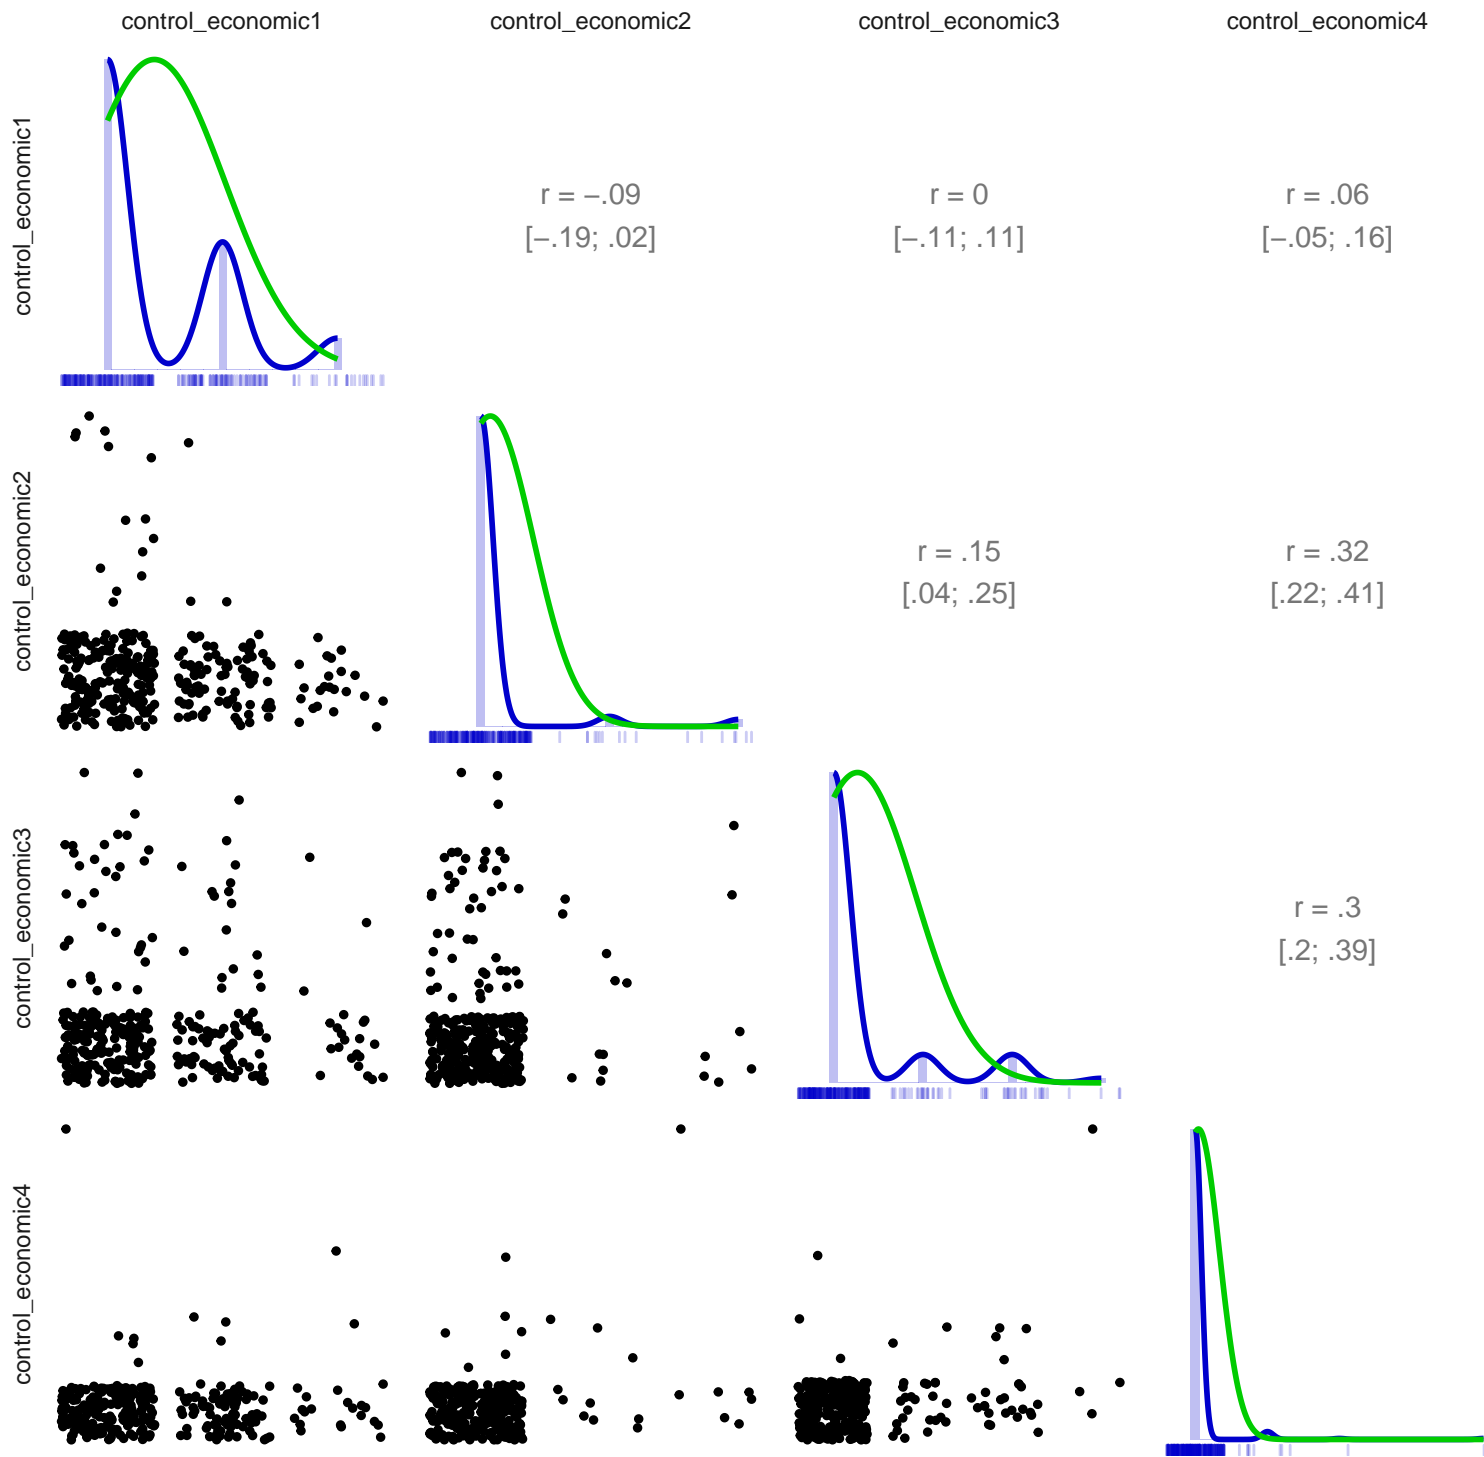 control_economic1
control_economic2
control_economic3
control_economic4
control_economic1
r = −.09
[−.19; .02]
r = 0
[−.11; .11]
r = .06
[−.05; .16]
control_economic2
r = .15
[.04; .25]
r = .32
[.22; .41]
control_economic3
r = .3
[.2; .39]
control_economic4